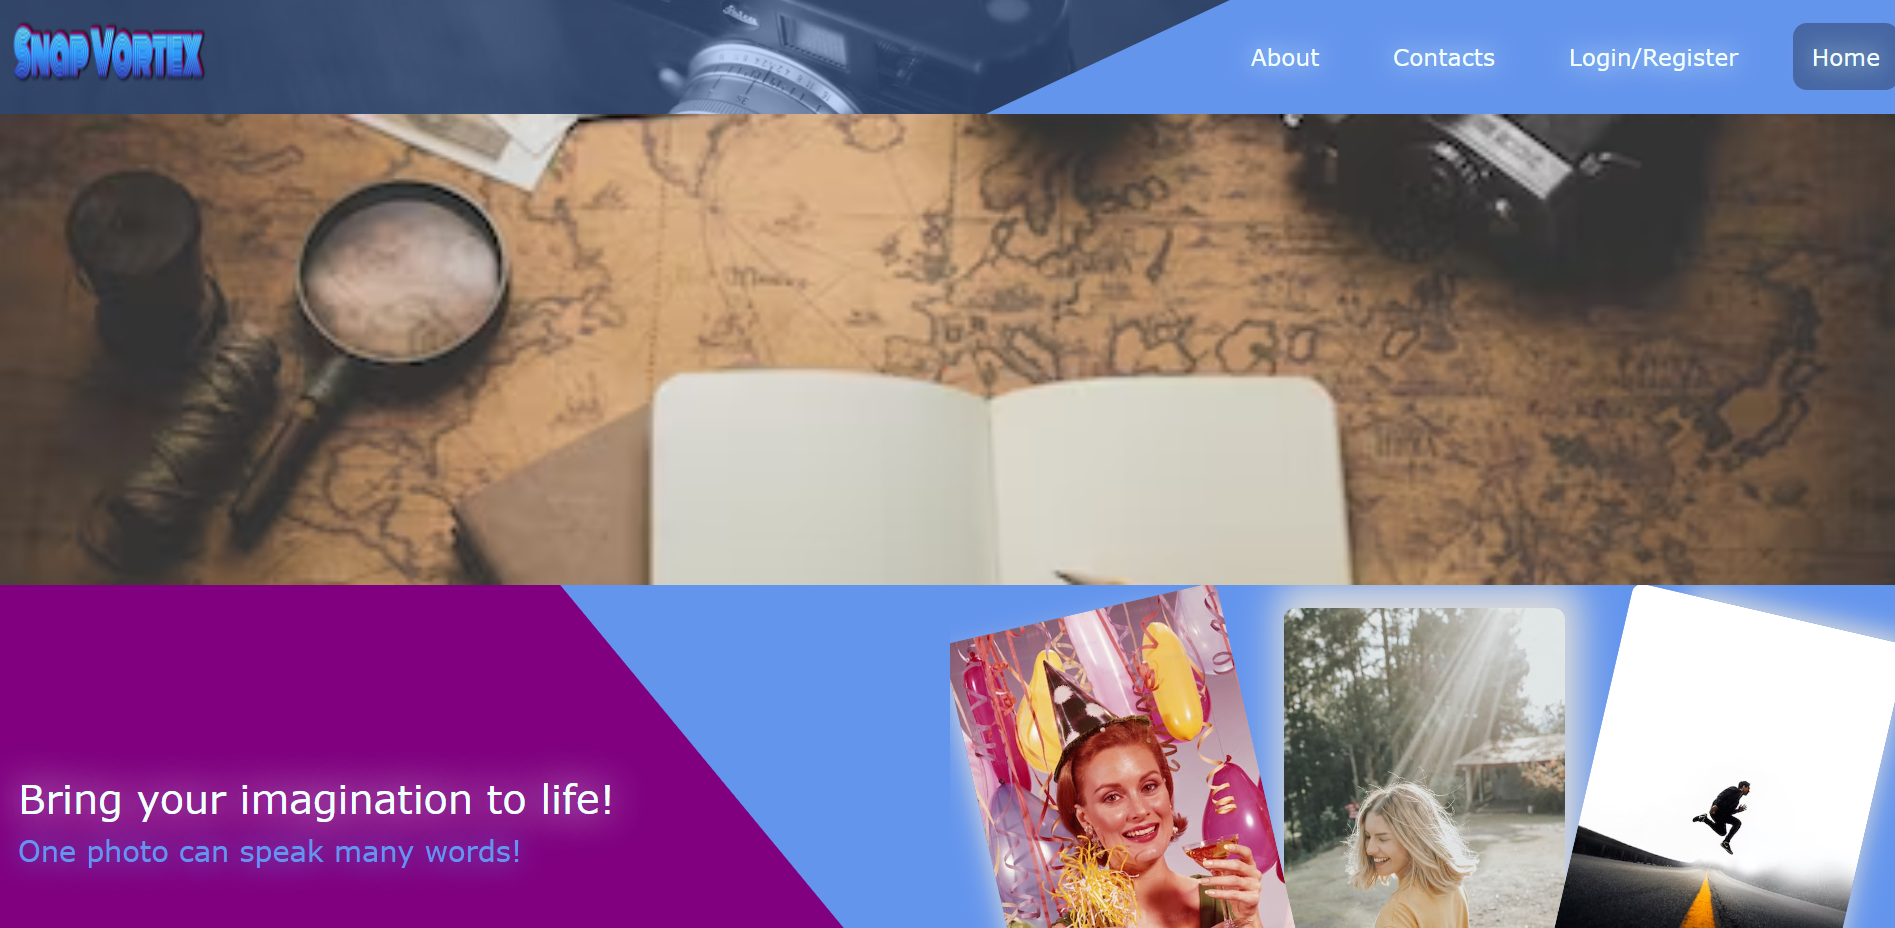 Snap Vortex
About
Contacts
Login/Register
Home
Bring your imagination to life!
One photo can speak many words!